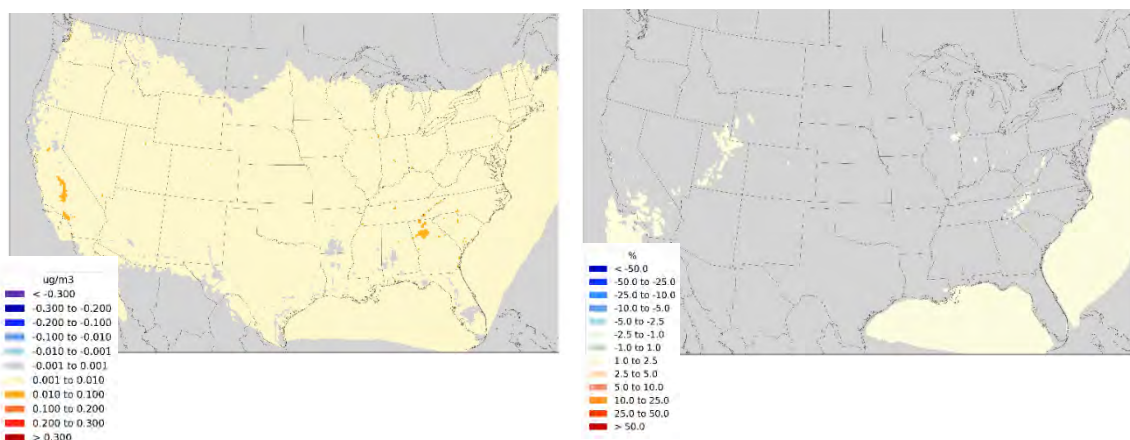 ug/m3
< -0.300
-0.300 to -0.200
-0.200 to -0.100
-0.100 to -0.010
-0.010 to -0.001
-0.001 to 0.001
0.001 to 0.010
0.010 to 0.100
0.100 to 0.200
0.200 to 0.300
> 0.300
%
< -50.0
-50.0 to -25.0
-25.0 to -10.0
-10.0 to -5.0
-5.0 to -2.5
-2.5 to -1.0
-1.0 to 1.0
1.0 to 2.5
2.5 to 5.0
5.0 to 10.0
10.0 to 25.0
25.0 to 50.0
> 50.0